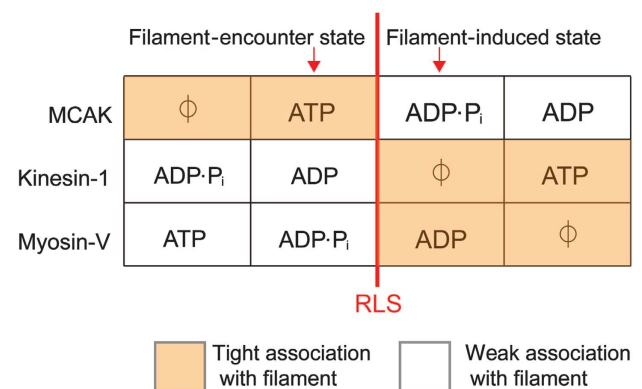 Filament-encounter state Filament-induced state
MCAK ϕ ATP ADP·Pi ADP
Kinesin-1 ADP·Pi ADP ϕ ATP
Myosin-V ATP ADP·Pi ADP ϕ
RLS
Tight association Weak association
with filament with filament